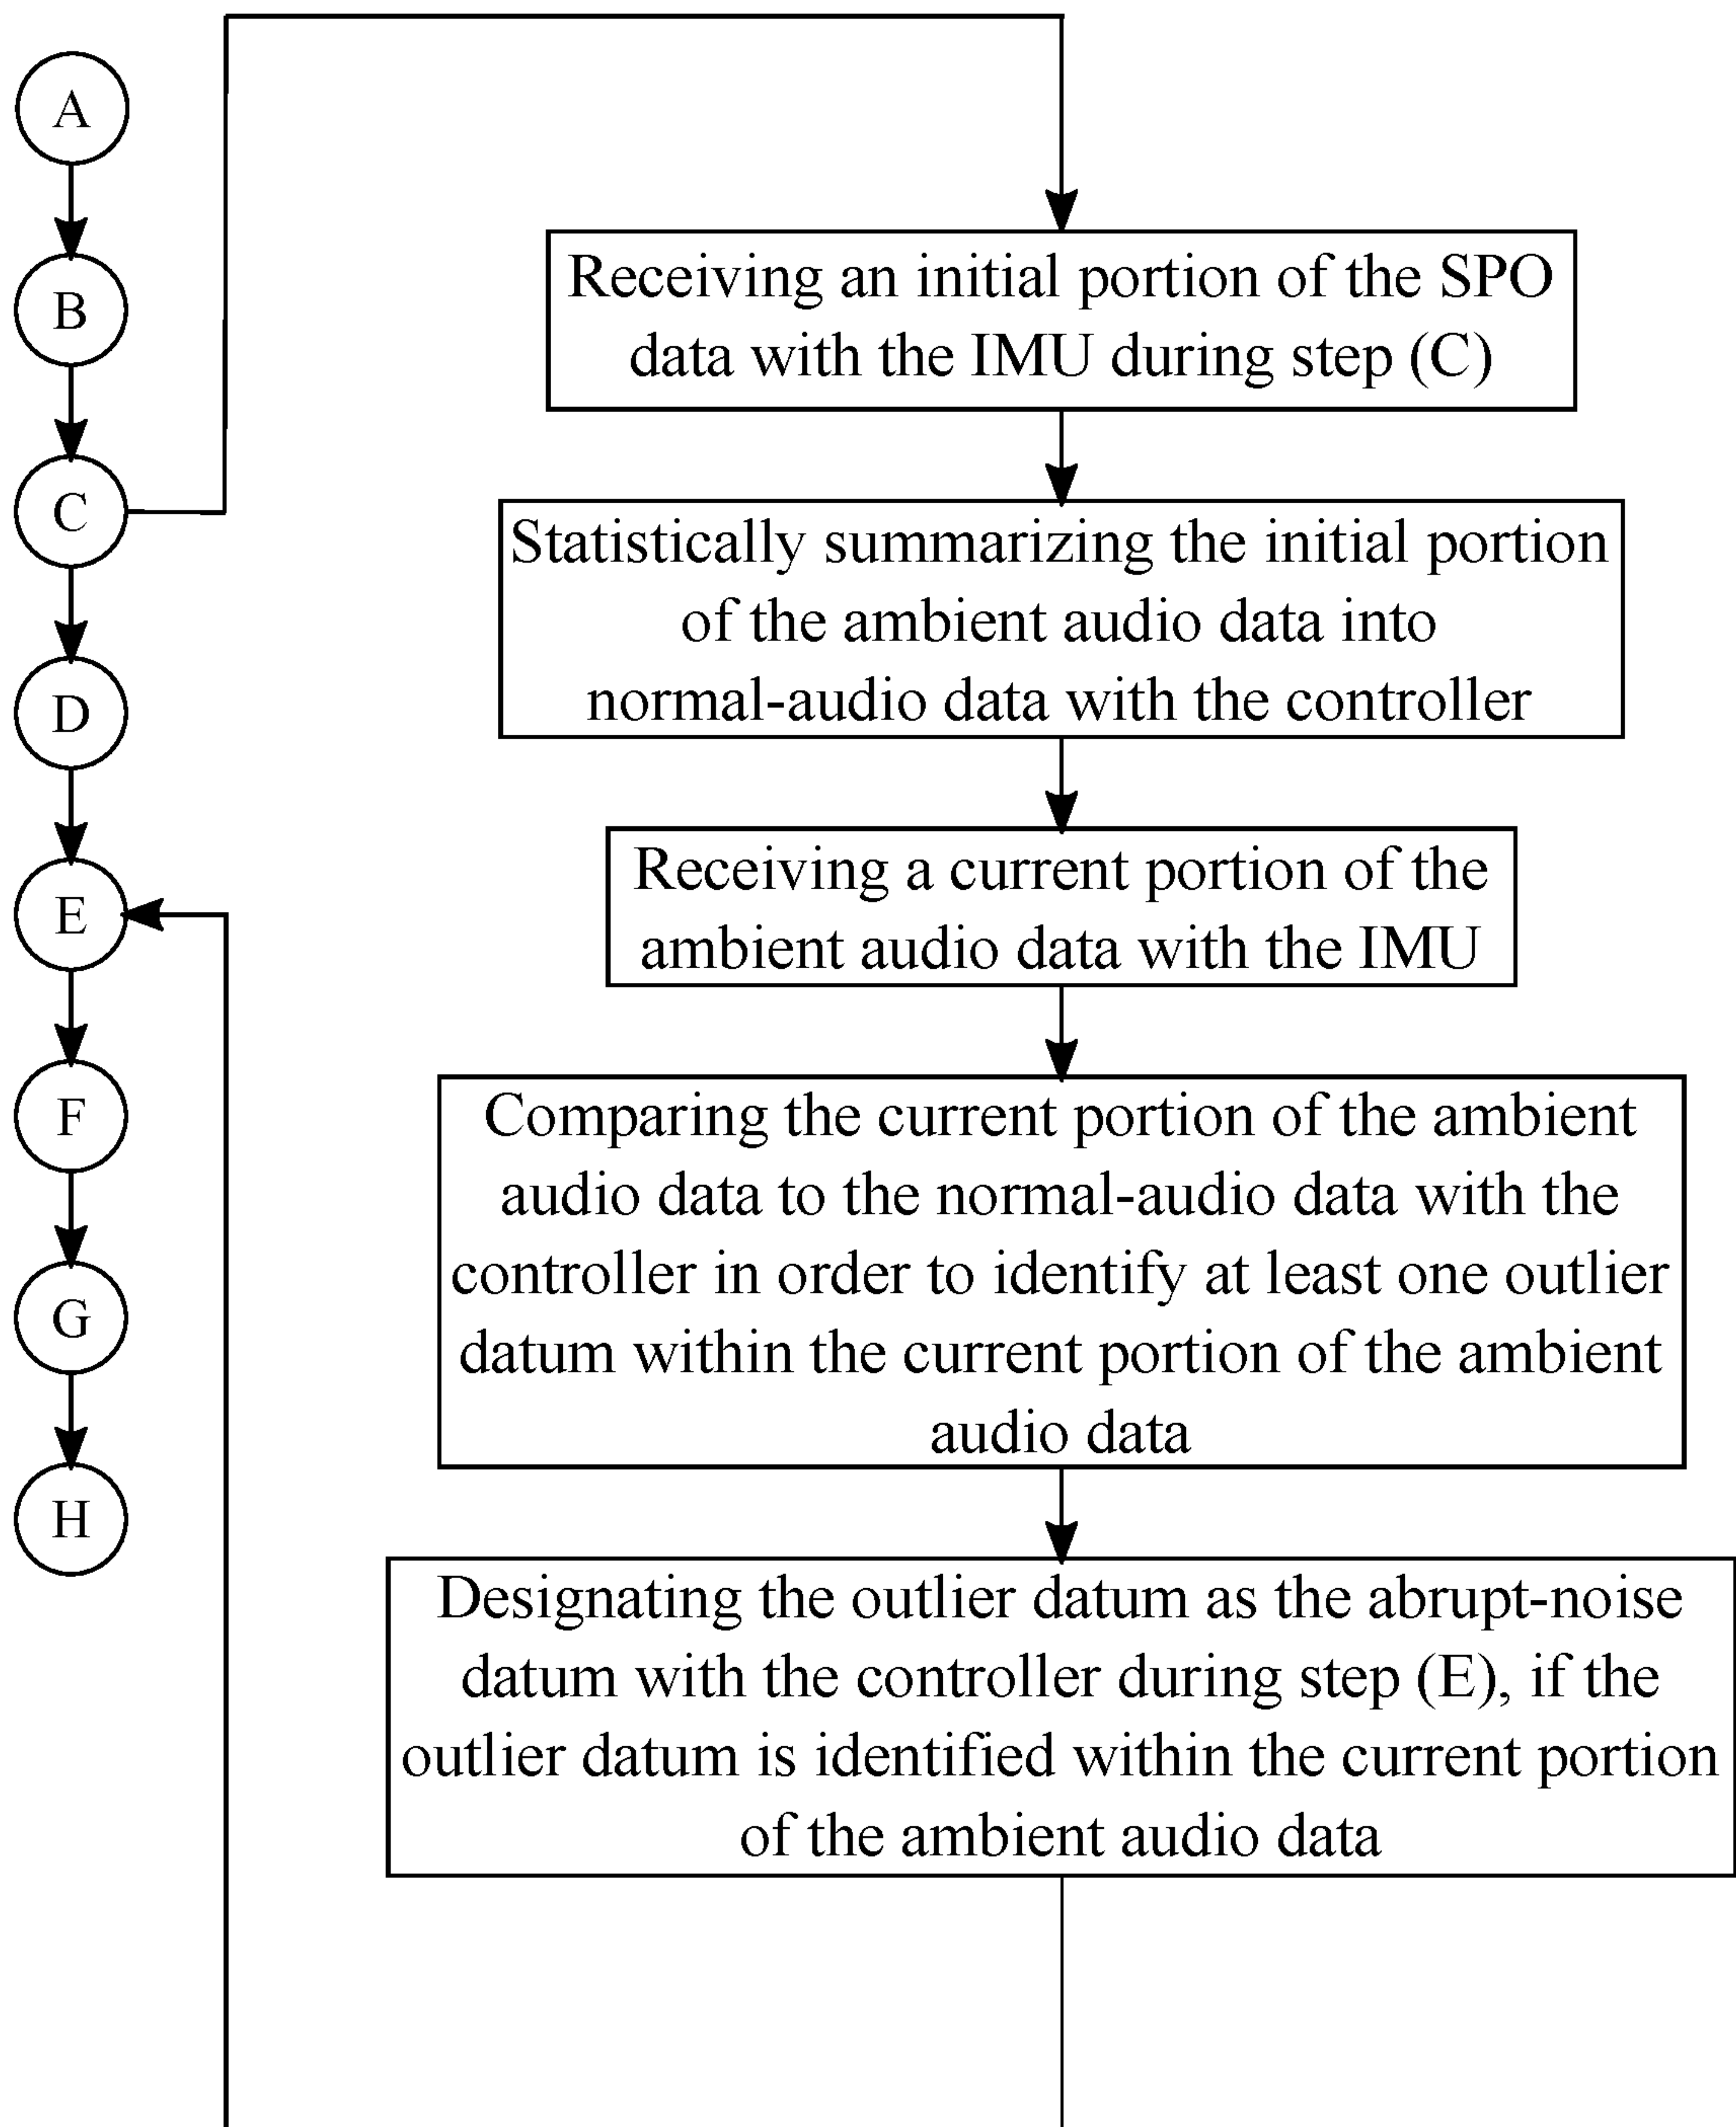 A
B
C
D
E
F
G
H
Receiving an initial portion of the SPO
data with the IMU during step (C)
Statistically summarizing the initial portion
of the ambient audio data into
normal-audio data with the controller
Receiving a current portion of the
ambient audio data with the IMU
Comparing the current portion of the ambient
audio data to the normal-audio data with the
controller in order to identify at least one outlier
datum within the current portion of the ambient
audio data
Designating the outlier datum as the abrupt-noise
datum with the controller during step (E), if the
outlier datum is identified within the current portion
of the ambient audio data